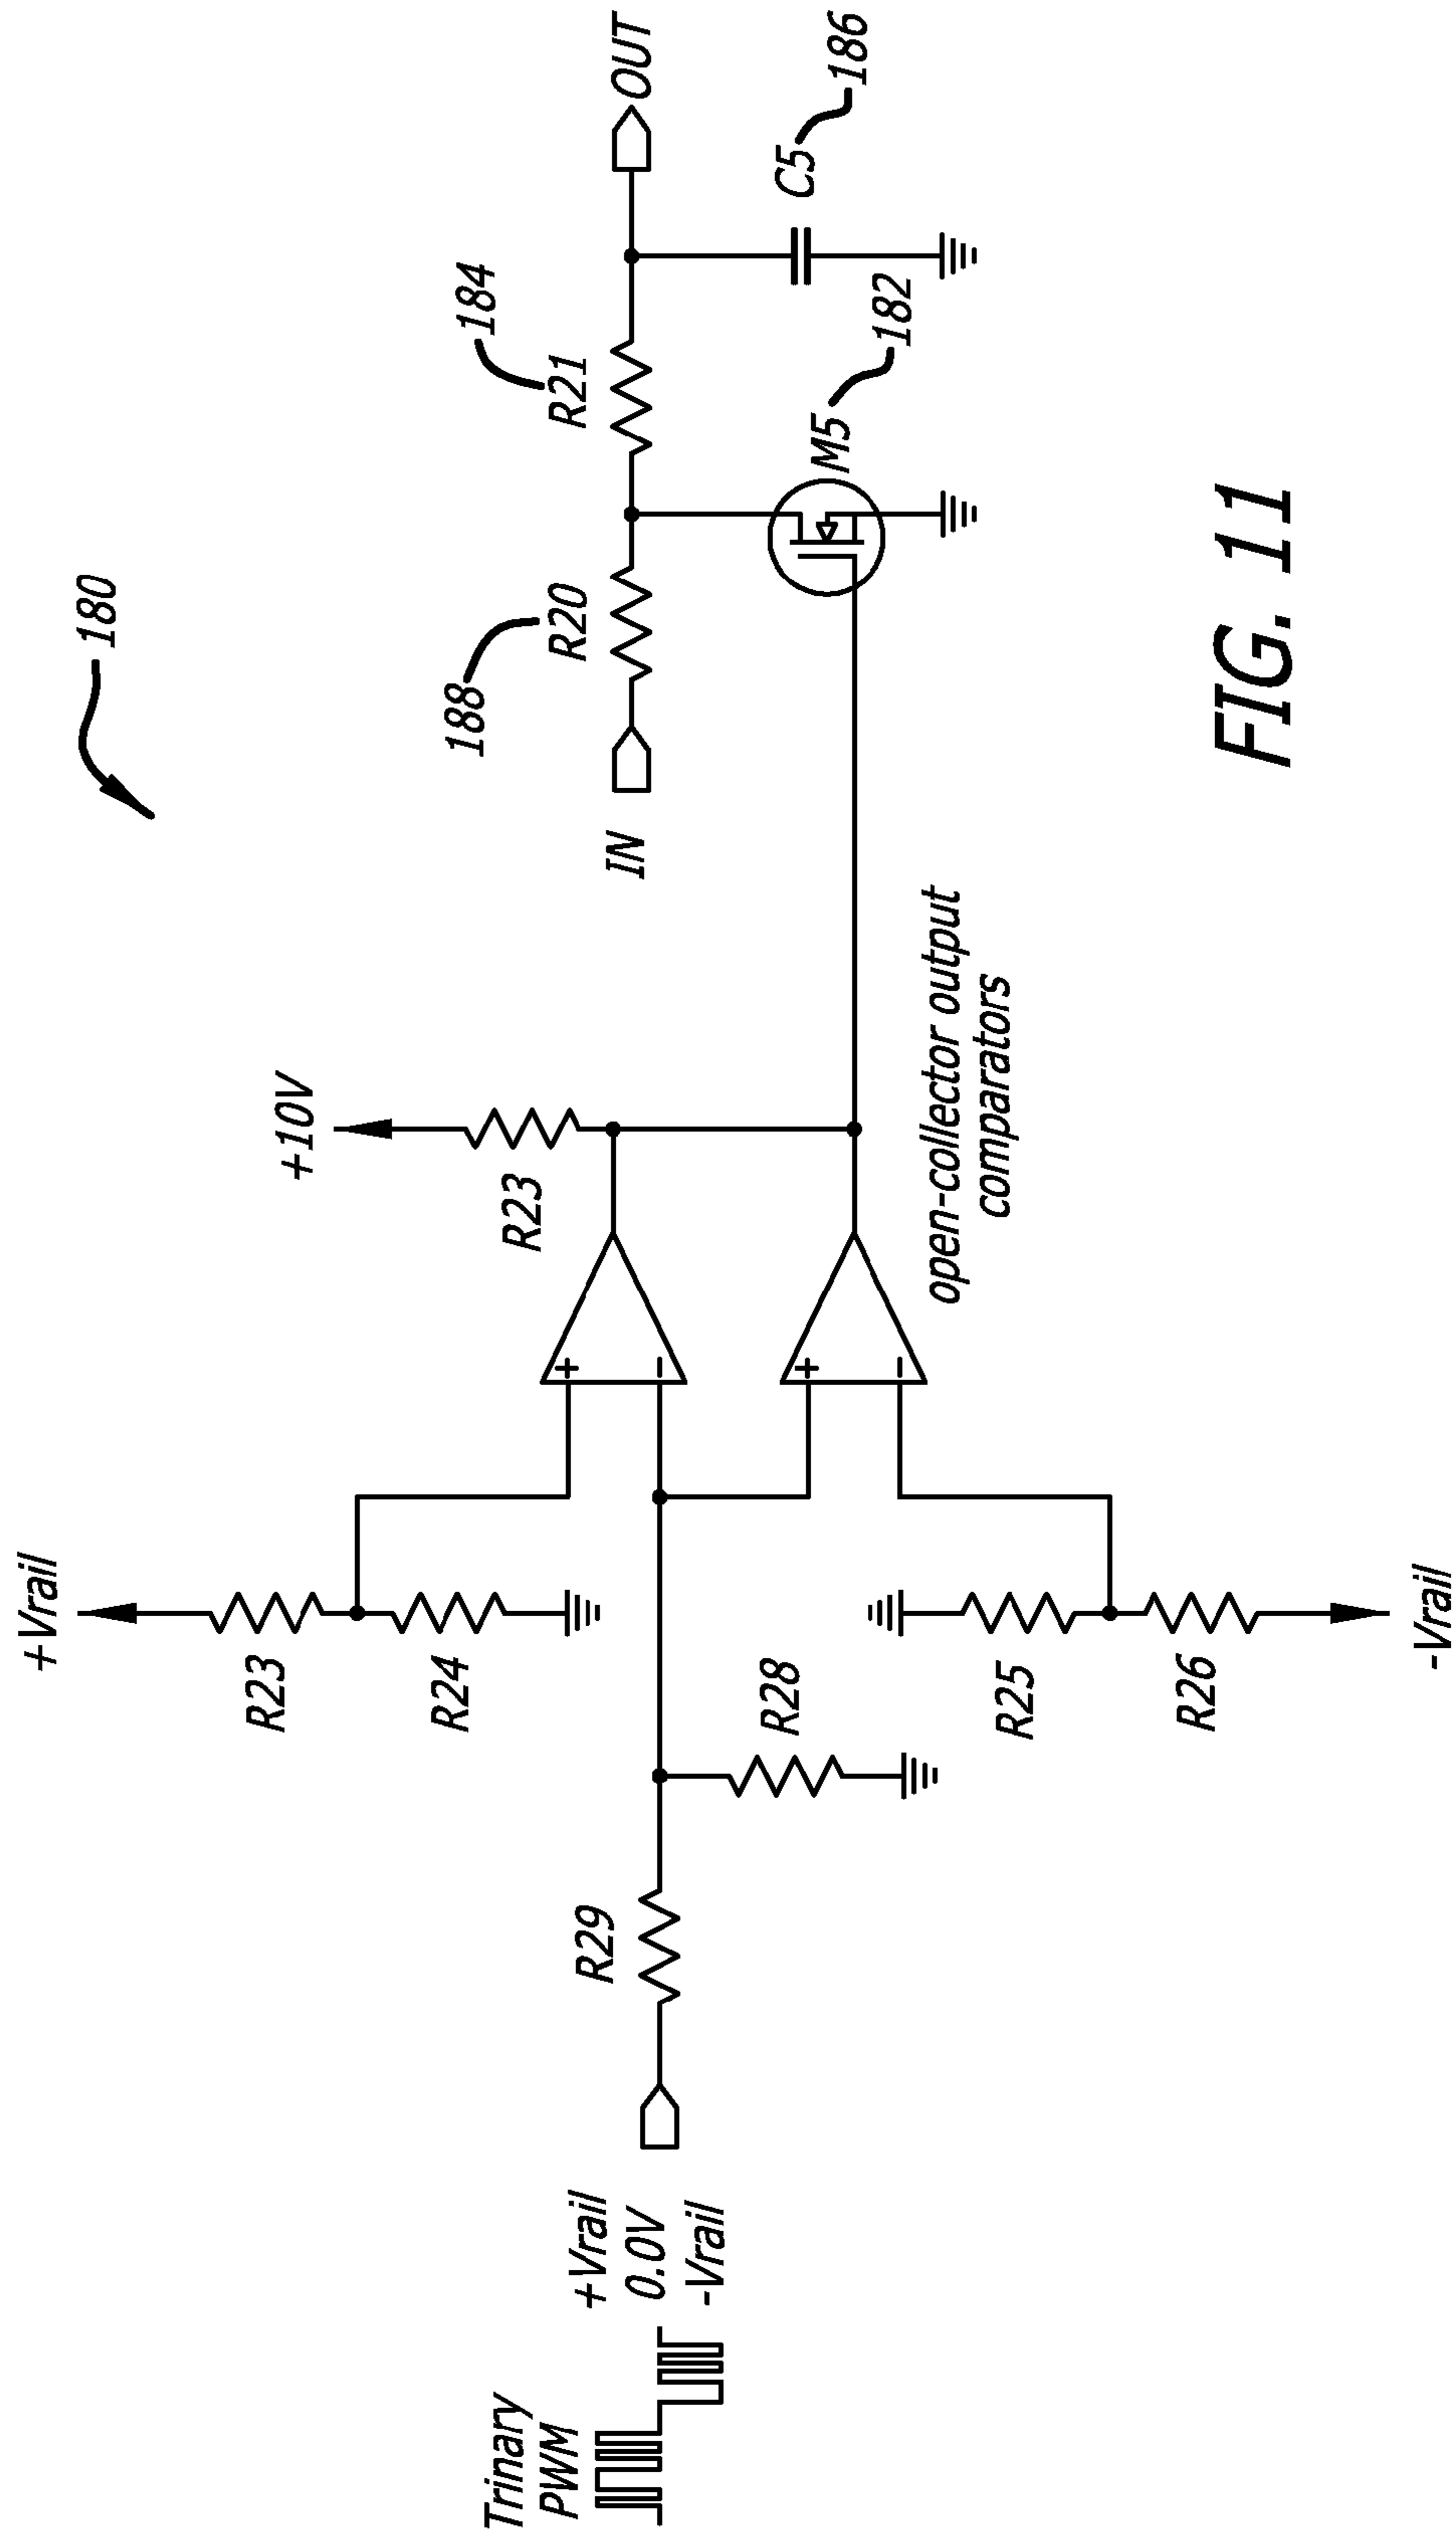 180
+Vrail
+10V
188
184
R23
R23
R20
R21
R24
IN
OUT
Trinary
PWM
+Vrail
0.0V
-Vrail
R29
R28
M5
182
C5
186
open-collector output
comparators
R25
R26
-Vrail
FIG. 11